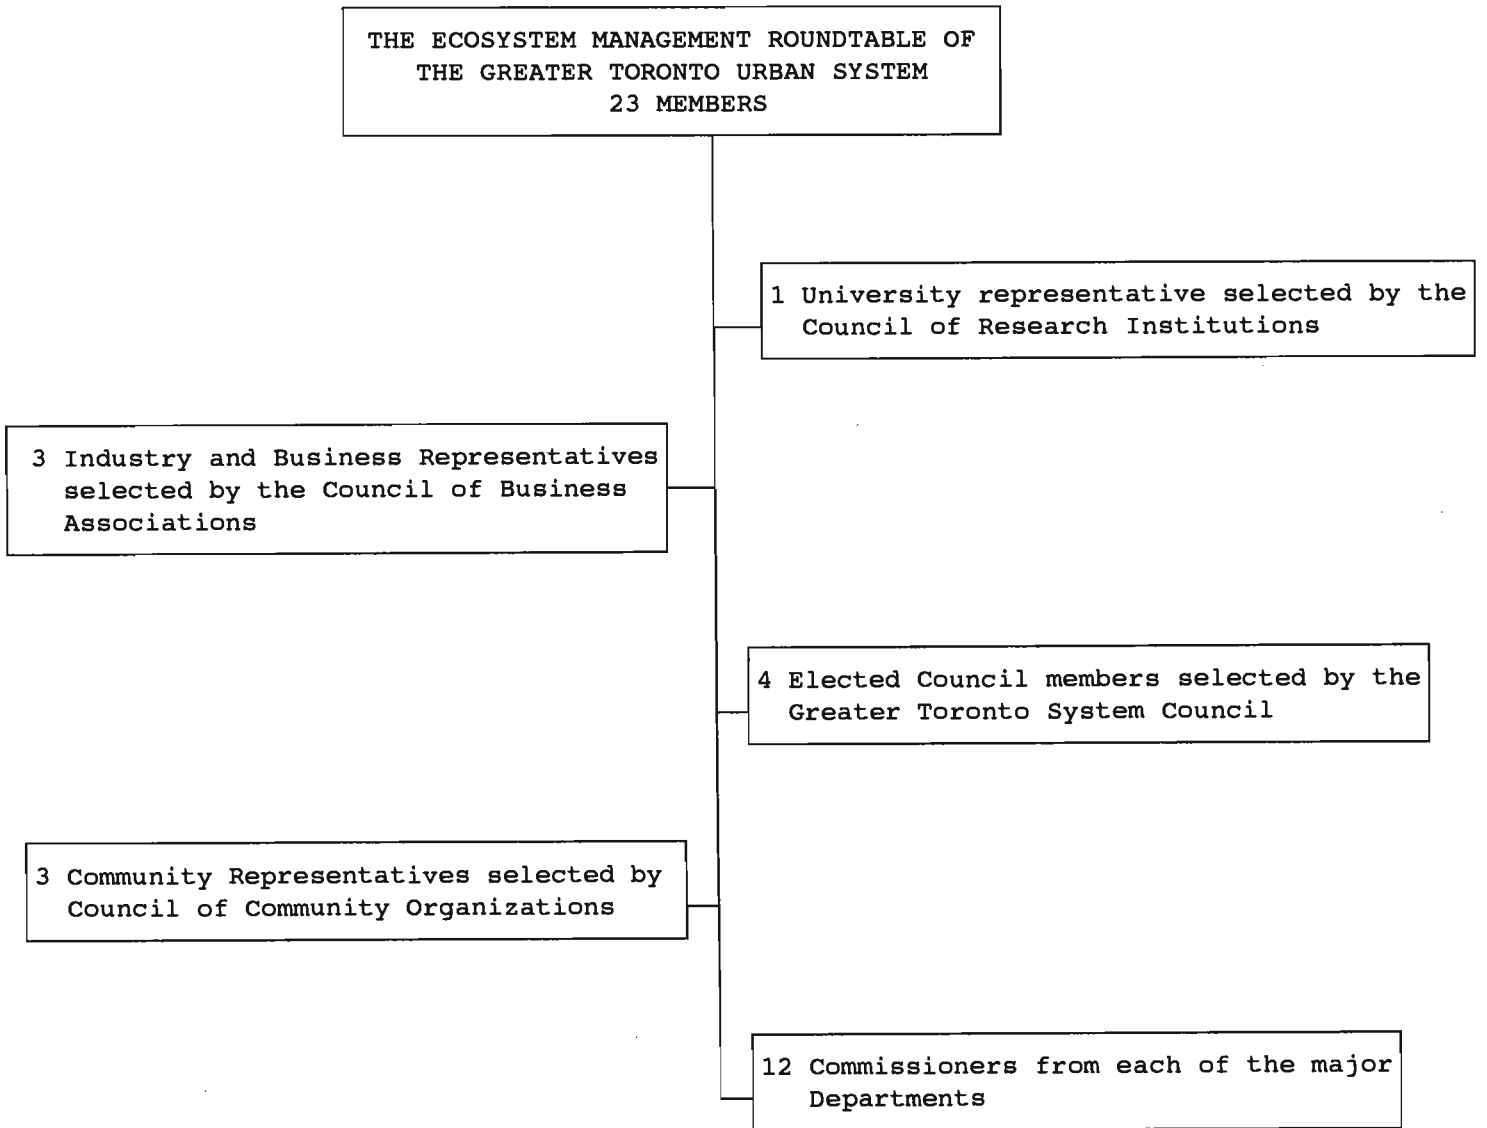 THE ECOSYSTEM MANAGEMENT ROUNDTABLE OF
THE GREATER TORONTO URBAN SYSTEM
23 MEMBERS
1 University representative selected by the
Council of Research Institutions
3 Industry and Business Representatives
selected by the Council of Business
Associations
4 Elected Council members selected by the
Greater Toronto System Council
3 Community Representatives selected by
Council of Community Organizations
12 Commissioners from each of the major
Departments